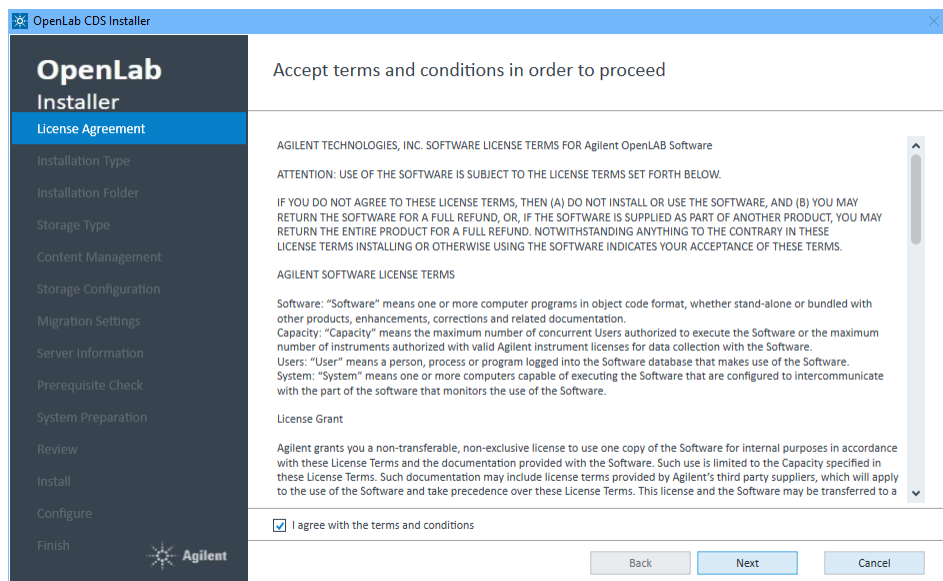 OpenLab CDS Installer
OpenLab
Installer
License Agreement
Installation Type
Installation Folder
Storage Type
Content Management
Storage Configuration
Migration Settings
Server Information
Prerequisite Check
System Preparation
Review
Install
Configure
Finish
Agilent
Accept terms and conditions in order to proceed
AGILENT TECHNOLOGIES, INC. SOFTWARE LICENSE TERMS FOR Agilent OpenLAB Software
ATTENTION: USE OF THE SOFTWARE IS SUBJECT TO THE LICENSE TERMS SET FORTH BELOW.
IF YOU DO NOT AGREE TO THESE LICENSE TERMS, THEN (A) DO NOT INSTALL OR USE THE SOFTWARE, AND (B) YOU MAY
RETURN THE SOFTWARE FOR A FULL REFUND, OR, IF THE SOFTWARE IS SUPPLIED AS PART OF ANOTHER PRODUCT, YOU MAY
RETURN THE ENTIRE PRODUCT FOR A FULL REFUND. NOTWITHSTANDING ANYTHING TO THE CONTRARY IN THESE
LICENSE TERMS INSTALLING OR OTHERWISE USING THE SOFTWARE INDICATES YOUR ACCEPTANCE OF THESE TERMS.
AGILENT SOFTWARE LICENSE TERMS
Software: “Software” means one or more computer programs in object code format, whether stand-alone or bundled with
other products, enhancements, corrections and related documentation.
Capacity: “Capacity” means the maximum number of concurrent Users authorized to execute the Software or the maximum
number of instruments authorized with valid Agilent instrument licenses for data collection with the Software.
Users: “User” means a person, process or program logged into the Software database that makes use of the Software.
System: “System” means one or more computers capable of executing the Software that are configured to intercommunicate
with the part of the software that monitors the use of the Software.
License Grant
Agilent grants you a non-transferable, non-exclusive license to use one copy of the Software for internal purposes in accordance
with these License Terms and the documentation provided with the Software. Such use is limited to the Capacity specified in
these License Terms. Such documentation may include license terms provided by Agilent’s third party suppliers, which will apply
to the use of the Software and take precedence over these License Terms. This license and the Software may be transferred to a
I agree with the terms and conditions
Back
Next
Cancel